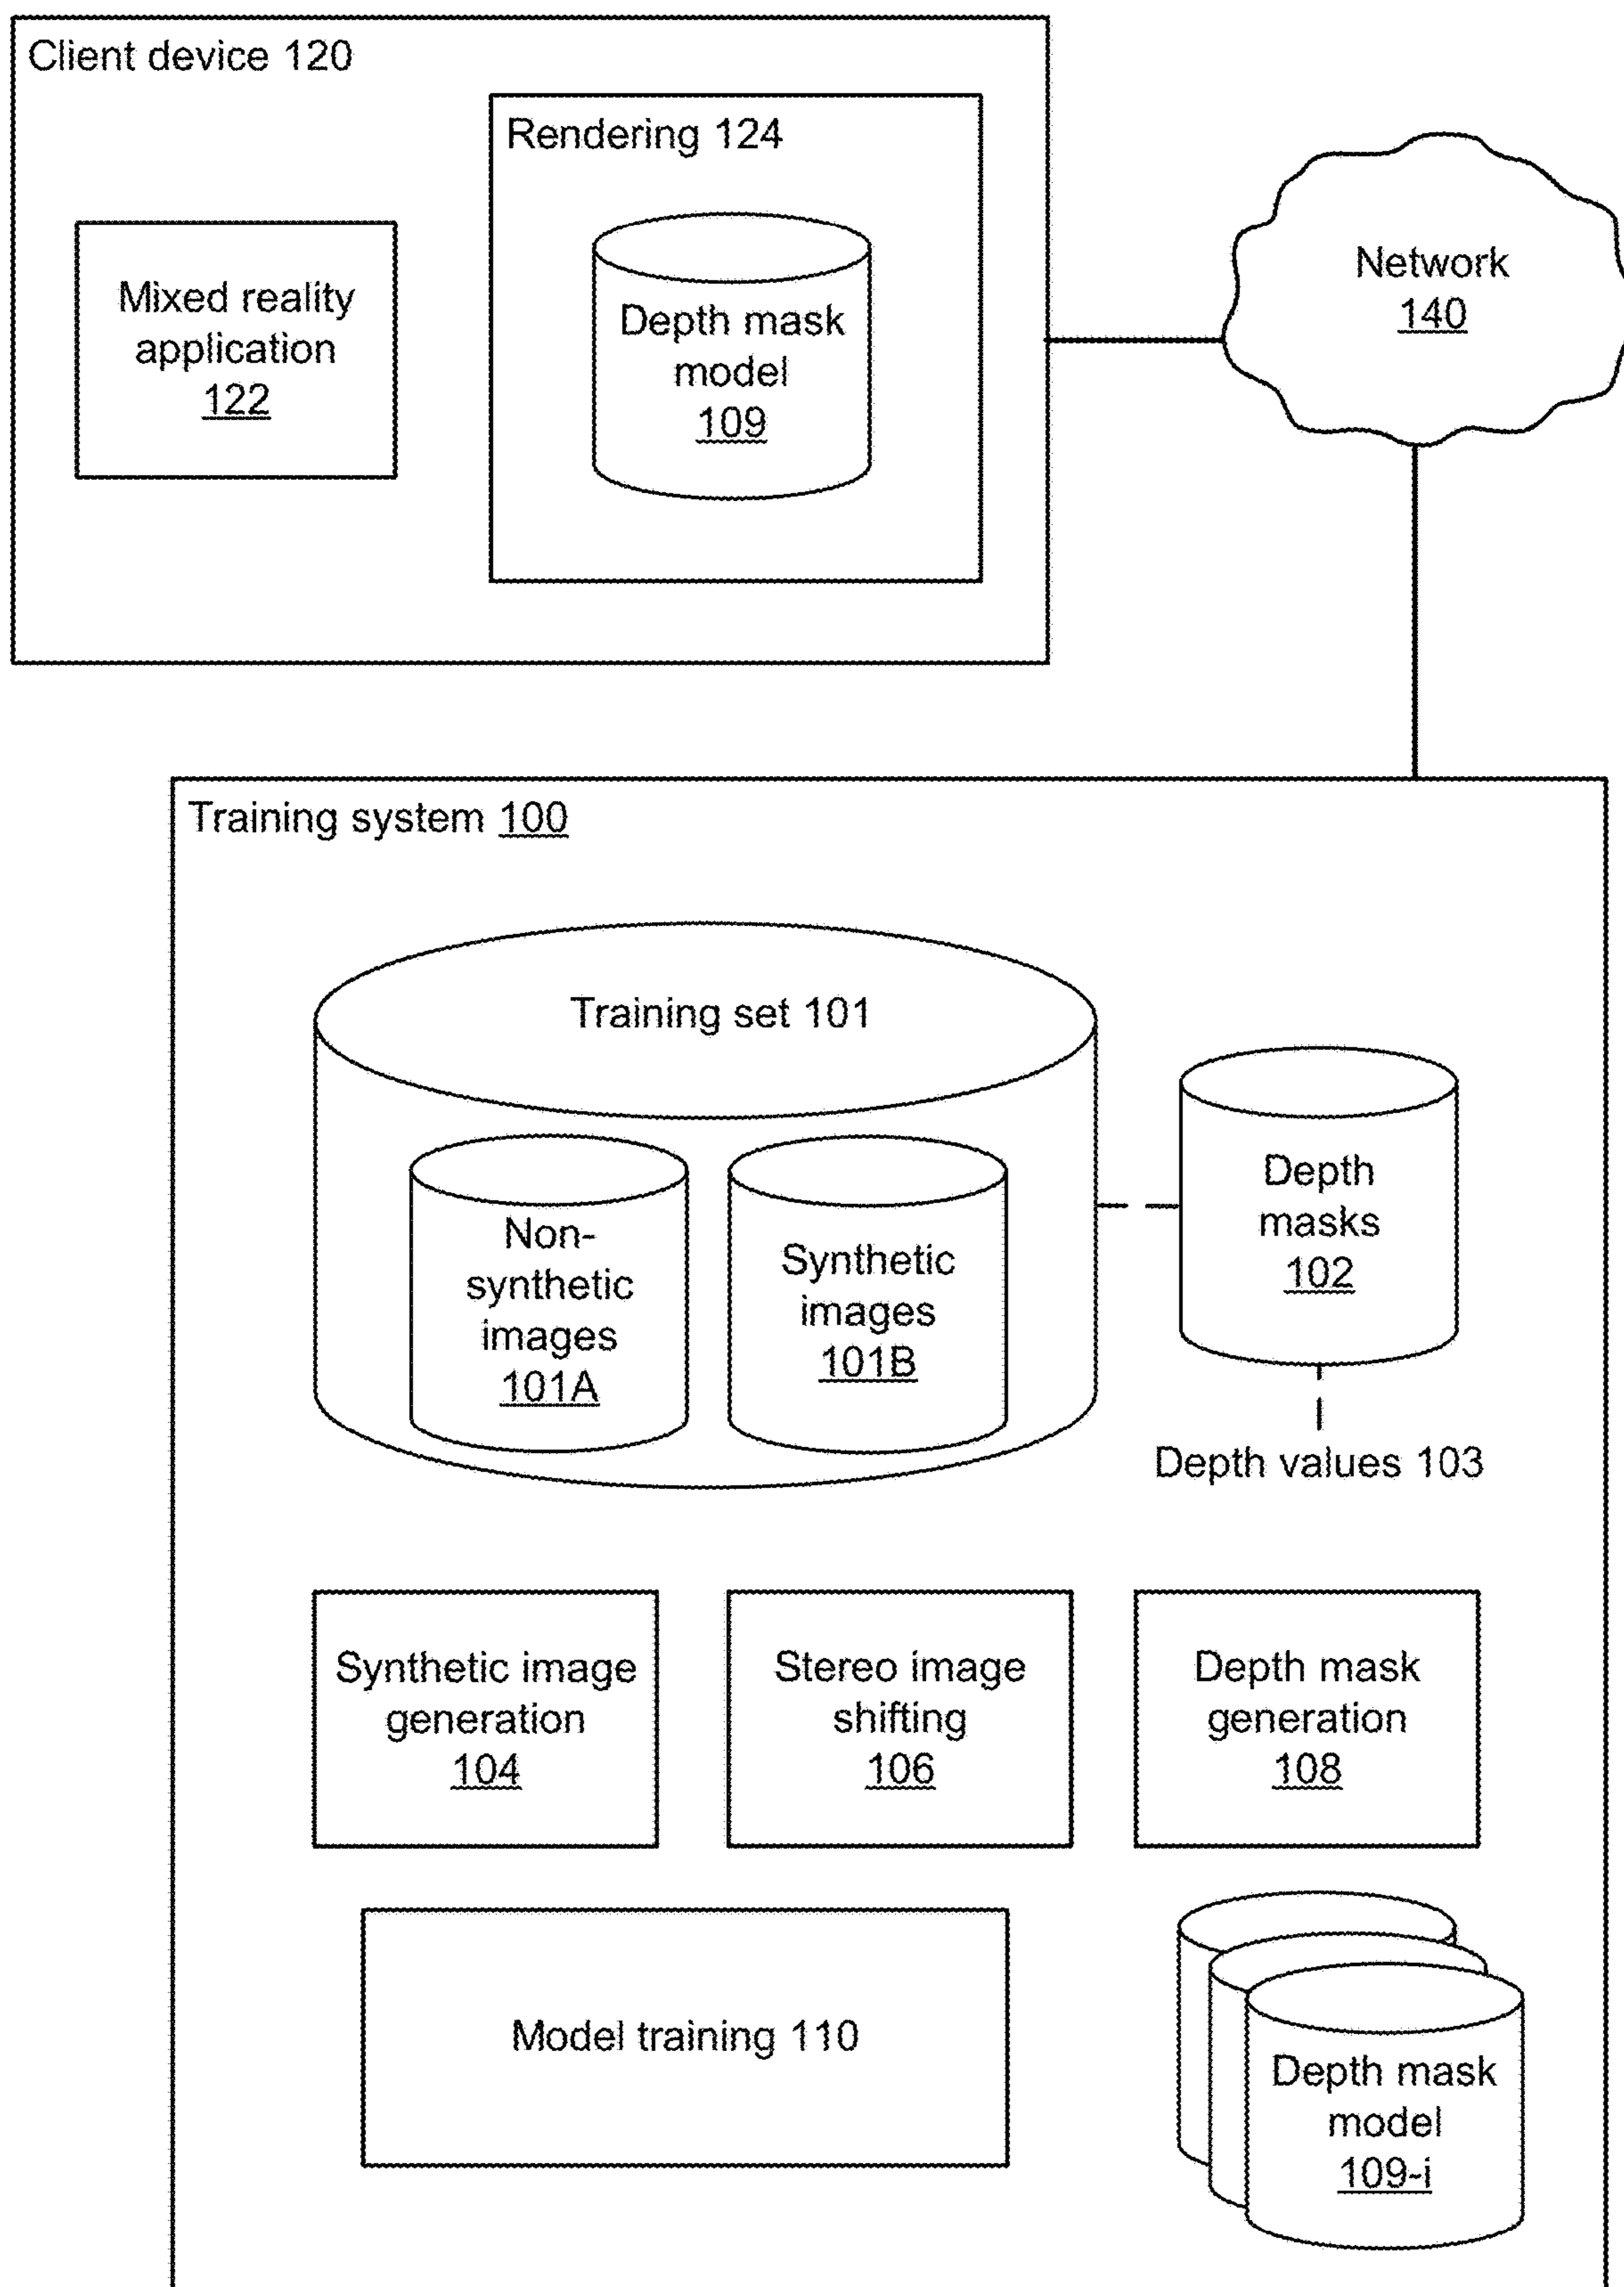 Client device 120
Rendering 124
Mixed reality
application
122
Depth mask
model
109
Network
140
Training system 100
Training set 101
Non-
synthetic
images
101A
Synthetic
images
101B
Depth
masks
102
Depth values 103
Synthetic image
generation
104
Stereo image
shifting
106
Depth mask
generation
108
Model training 110
Depth mask
model
109-i